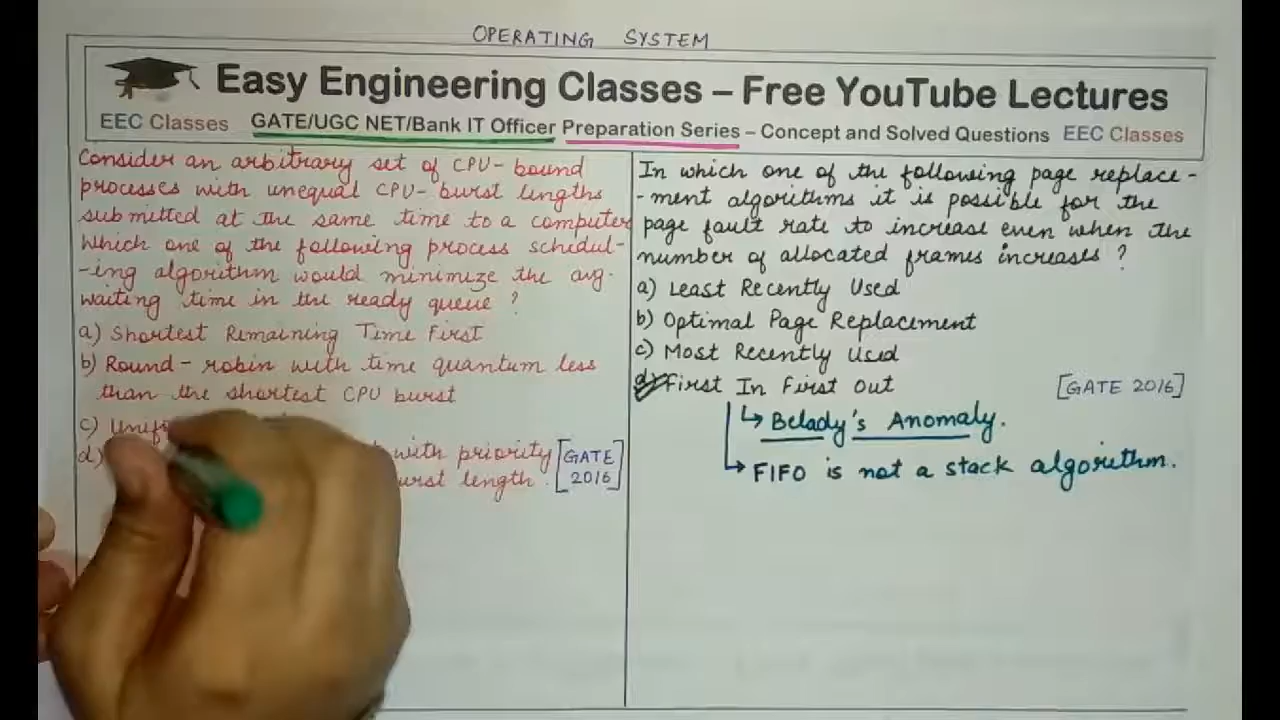 OPERATING SYSTEM
Easy Engineering Classes – Free YouTube Lectures
EEC Classes GATE/UGC NET/Bank IT Officer Preparation Series – Concept and Solved Questions EEC Classes
Consider an arbitrary set of CPU-bound
processes with unequal CPU-burst lengths
submitted at the same time to a computer
Which one of the following process schedul-
-ing algorithm would minimize the avg.
waiting time in the ready queue?
a) Shortest Remaining Time First
b) Round-robin with time quantum less
than the shortest CPU burst
c)
d) with priority
length. [GATE 2016]
In which one of the following page replace-
-ment algorithms it is possible for the
page fault rate to increase even when the
number of allocated frames increases?
a) Least Recently Used
b) Optimal Page Replacement
c) Most Recently Used
d) First In First Out [GATE 2016]
↳ Belady's Anomaly.
↳ FIFO is not a stack algorithm.